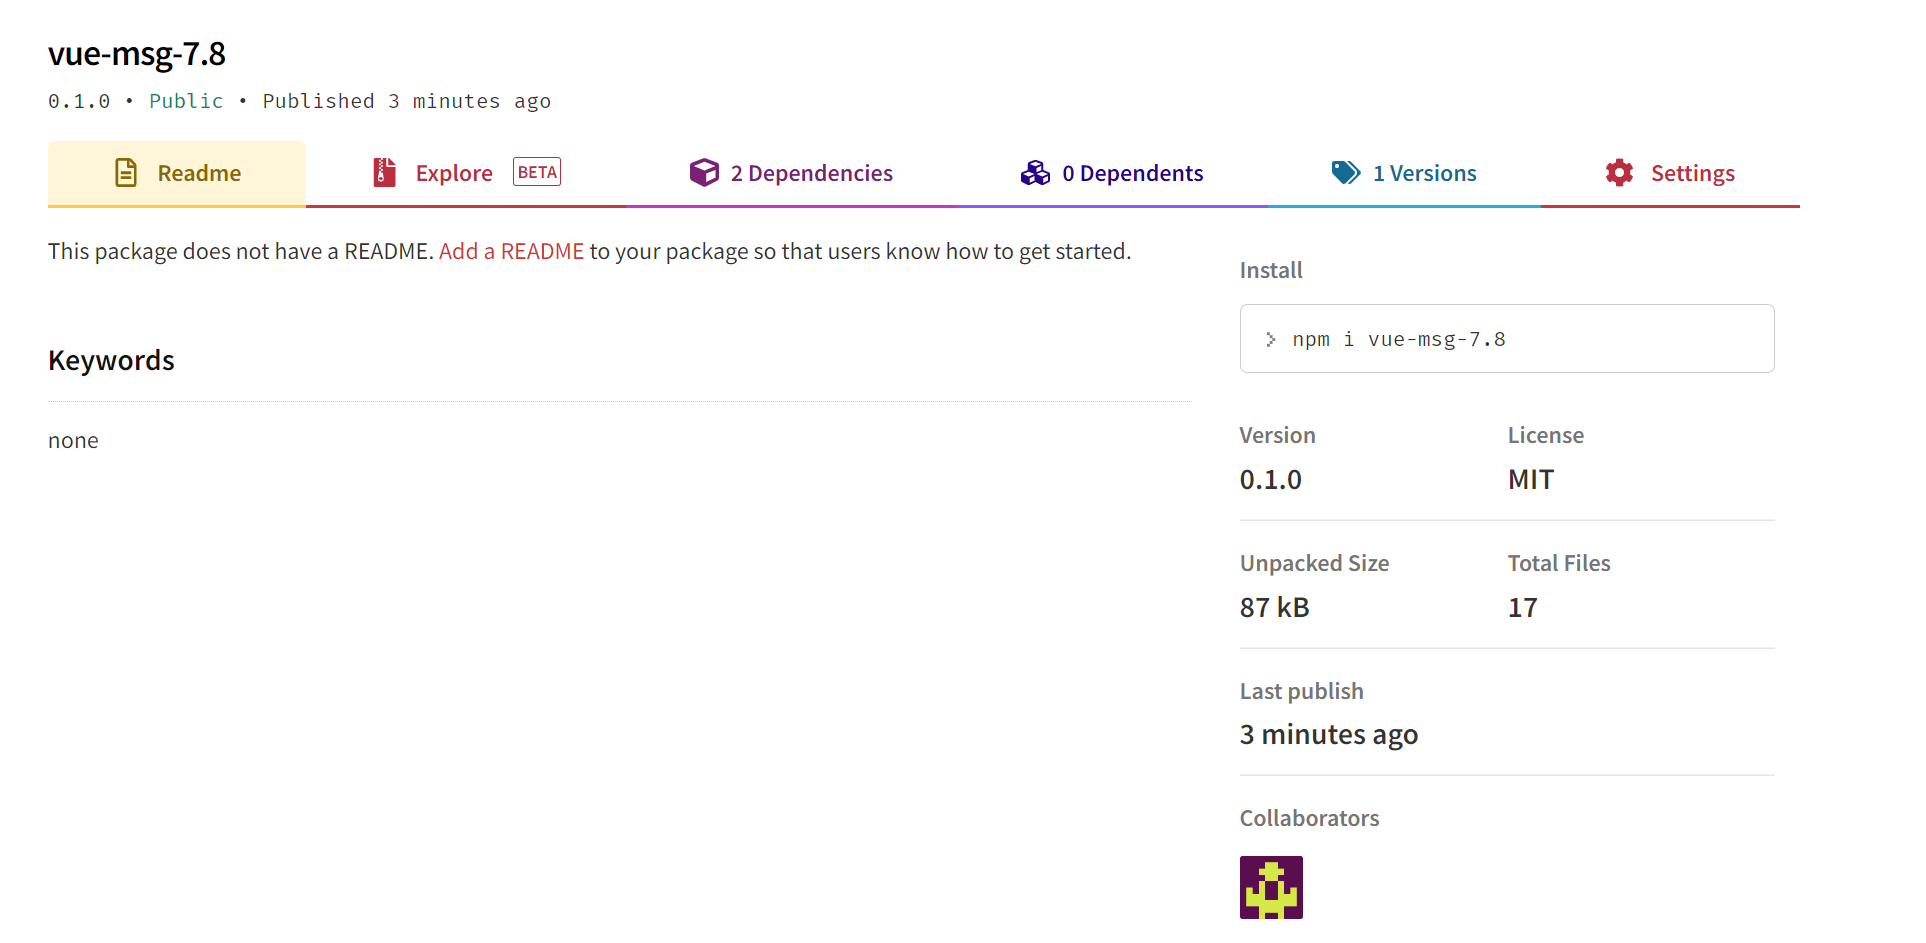 vue-msg-7.8
0.1.0 • Public • Published 3 minutes ago
Readme
Explore BETA
2 Dependencies
0 Dependents
1 Versions
Settings
This package does not have a README. Add a README to your package so that users know how to get started.
Keywords
none
Install
> npm i vue-msg-7.8
Version
License
0.1.0
MIT
Unpacked Size
Total Files
87 kB
17
Last publish
3 minutes ago
Collaborators